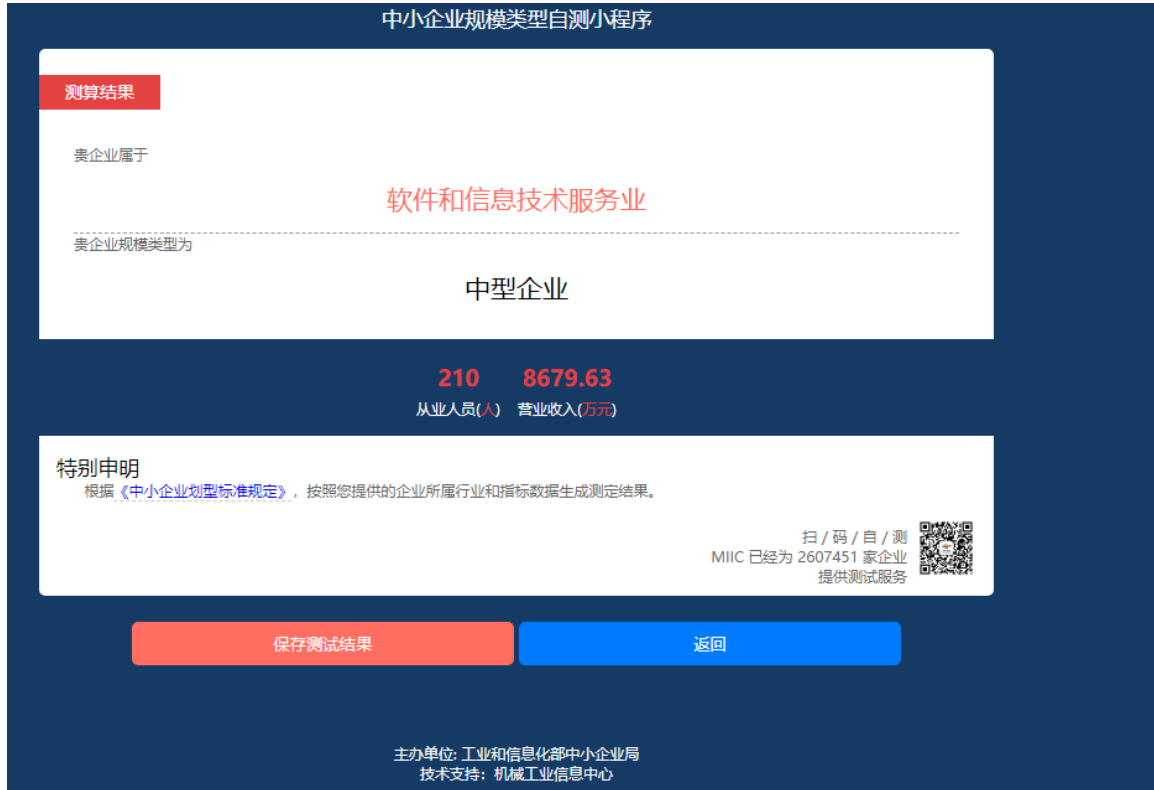 中小企业规模类型自测小程序
测算结果
贵企业属于
软件和信息技术服务业
贵企业规模类型为
中型企业
210 8679.63
从业人员(人) 营业收入(万元)
特别申明
根据《中小企业划型标准规定》，按照您提供的企业所属行业和指标数据生成测定结果。
扫 / 码 / 自 / 测
MIIC 已经为 2607451 家企业
提供测试服务
保存测试结果 返回
主办单位: 工业和信息化部中小企业局
技术支持：机械工业信息中心